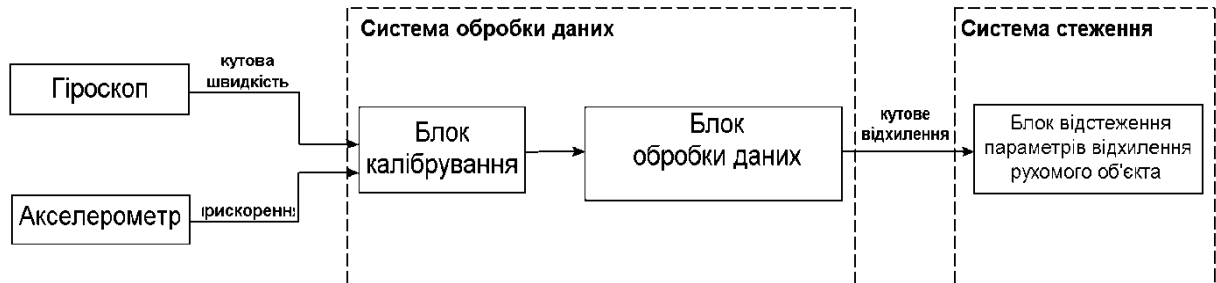 Система обробки даних
Система стеження
кутова
швидкість
Гіроскоп
Блок
калібрування
Блок
обробки даних
кутове
відхилення
Блок відстеження
параметрів відхилення
рухомого об'єкта
Акселерометр
прискорення